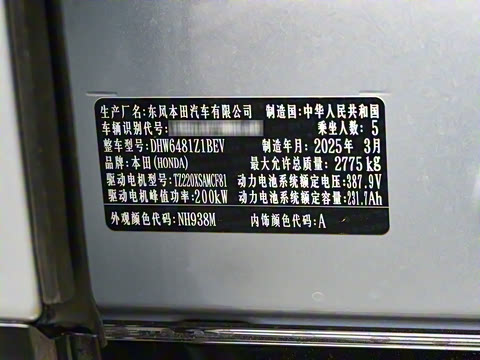 生产厂名:东风本田汽车有限公司 制造国:中华人民共和国
车辆识别代号: 乘坐人数: 5
整车型号:DHW6481Z1BEV 制造年月:2025年 3月
品牌:本田(HONDA) 最大允许总质量: 2775kg
驱动电机型号:TZ220XSAMCF81 动力电池系统额定电压:387.9V
驱动电机峰值功率:200kW 动力电池系统额定容量:231.7Ah
外观颜色代码:NH938M 内饰颜色代码: A